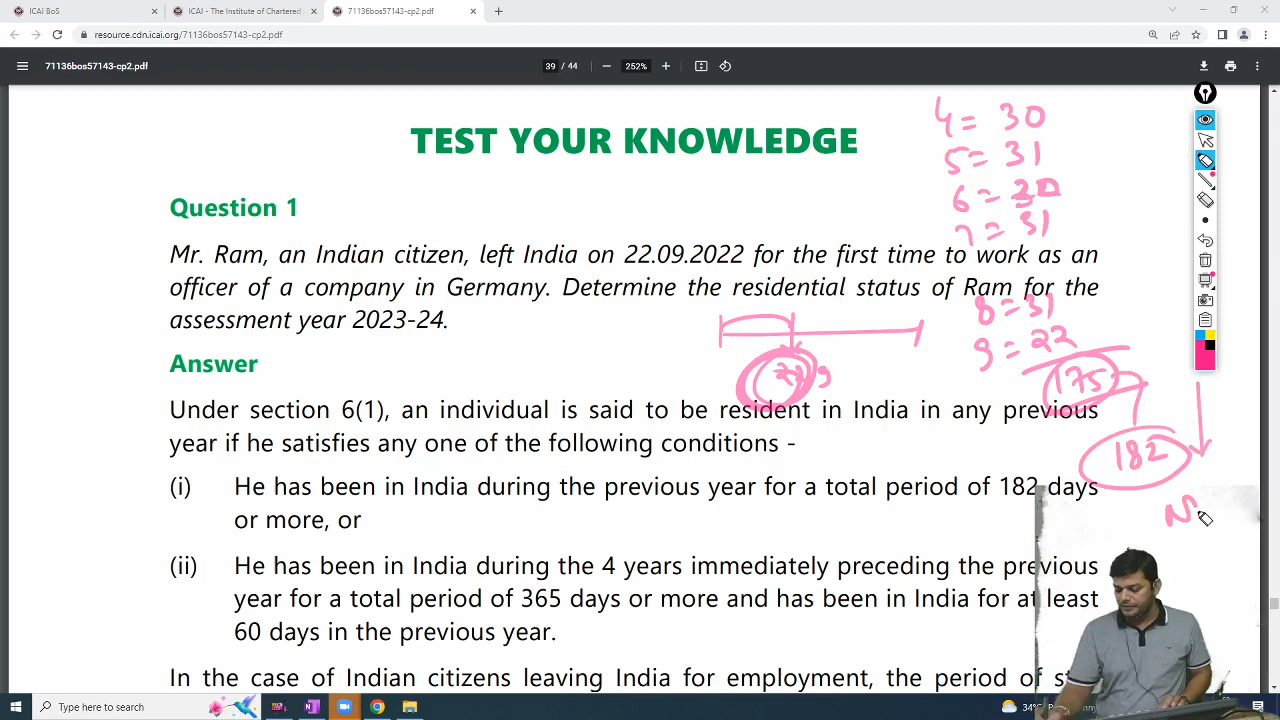 ICAI BoS
ICAI - The Institute of Chartered
71136bos57143-cp2.pdf
resource.cdn.icai.org/71136bos57143-cp2.pdf
71136bos57143-cp2.pdf
39 / 44
252%
TEST YOUR KNOWLEDGE
Question 1
Mr. Ram, an Indian citizen, left India on 22.09.2022 for the first time to work as an
officer of a company in Germany. Determine the residential status of Ram for the
assessment year 2023-24.
Answer
Under section 6(1), an individual is said to be resident in India in any previous
year if he satisfies any one of the following conditions -
(i) He has been in India during the previous year for a total period of 182 days
or more, or
(ii) He has been in India during the 4 years immediately preceding the previous
year for a total period of 365 days or more and has been in India for at least
60 days in the previous year.
In the case of Indian citizens leaving India for employment, the period of
4 = 30
5 = 31
6 = 30
7 = 31
8 = 31
9 = 22
175
182
N
Type here to search
34°